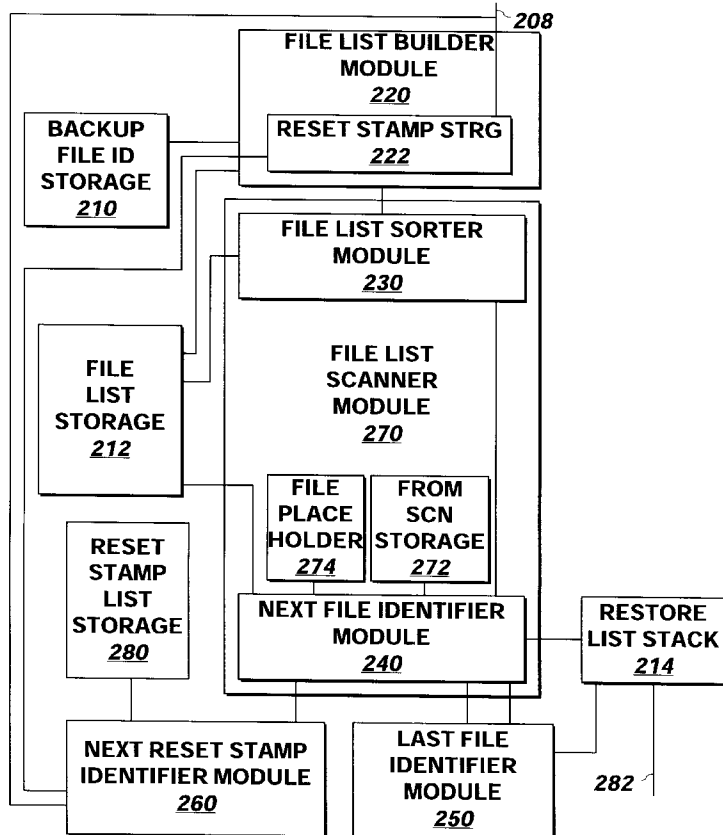 208
FILE LIST BUILDER
MODULE
220
RESET STAMP STRG
222
BACKUP
FILE ID
STORAGE
210
FILE LIST SORTER
MODULE
230
FILE
LIST
STORAGE
212
FILE LIST
SCANNER
MODULE
270
FILE
PLACE
HOLDER
274
FROM
SCN
STORAGE
272
RESET
STAMP
LIST
STORAGE
280
NEXT FILE IDENTIFIER
MODULE
240
RESTORE
LIST STACK
214
NEXT RESET STAMP
IDENTIFIER MODULE
260
LAST FILE
IDENTIFIER
MODULE
250
282